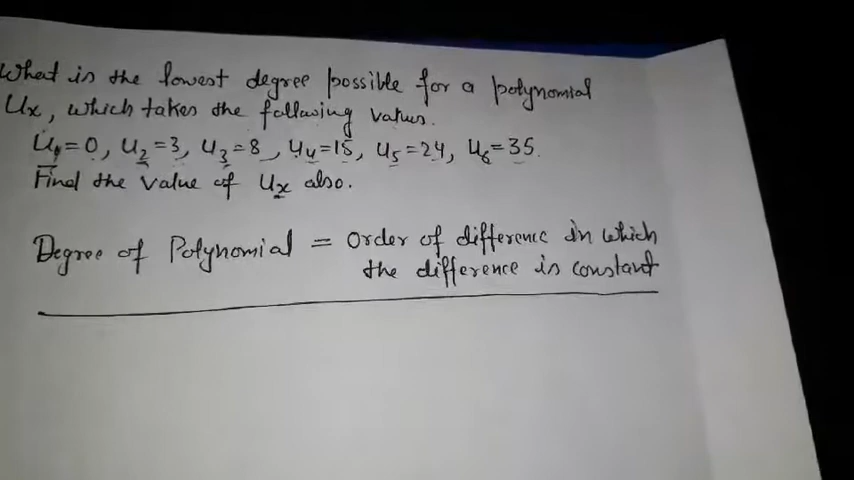 What is the lowest degree possible for a polynomial
Ux, which takes the following values.
U1=0, U2=3, U3=8, U4=15, U5=24, U6=35.
Find the value of Ux also.
Degree of Polynomial = Order of difference in which
the difference is constant